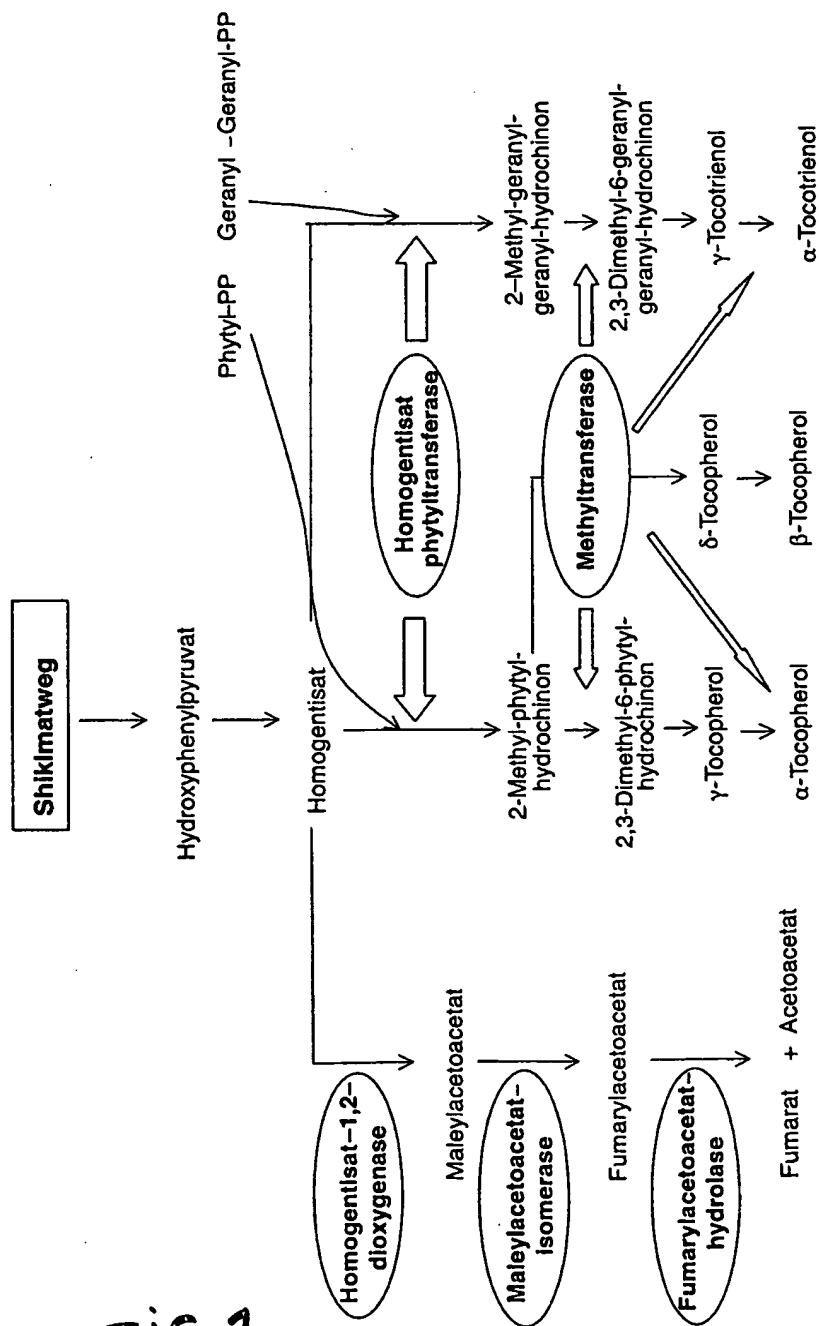 Shikimatweg
Hydroxyphenylpyruvat
Phytyl-PP
Geranyl -Geranyl-PP
Homogentisat
Homogentisat-1,2-
dioxygenase
Homogentisat
phytyltransferase
Maleylacetoacetat
2-Methyl-phytyl-
hydrochinon
2-Methyl-geranyl-
geranyl-hydrochinon
Maleylacetoacetat-
isomerase
Methyltransferase
Fumarylacetoacetat
2,3-Dimethyl-6-phytyl-
hydrochinon
2,3-Dimethyl-6-geranyl-
geranyl-hydrochinon
Fumarylacetoacetat-
hydrolase
γ-Tocopherol
δ-Tocopherol
γ-Tocotrienol
Fumarat + Acetoacetat
α-Tocopherol
β-Tocopherol
α-Tocotrienol